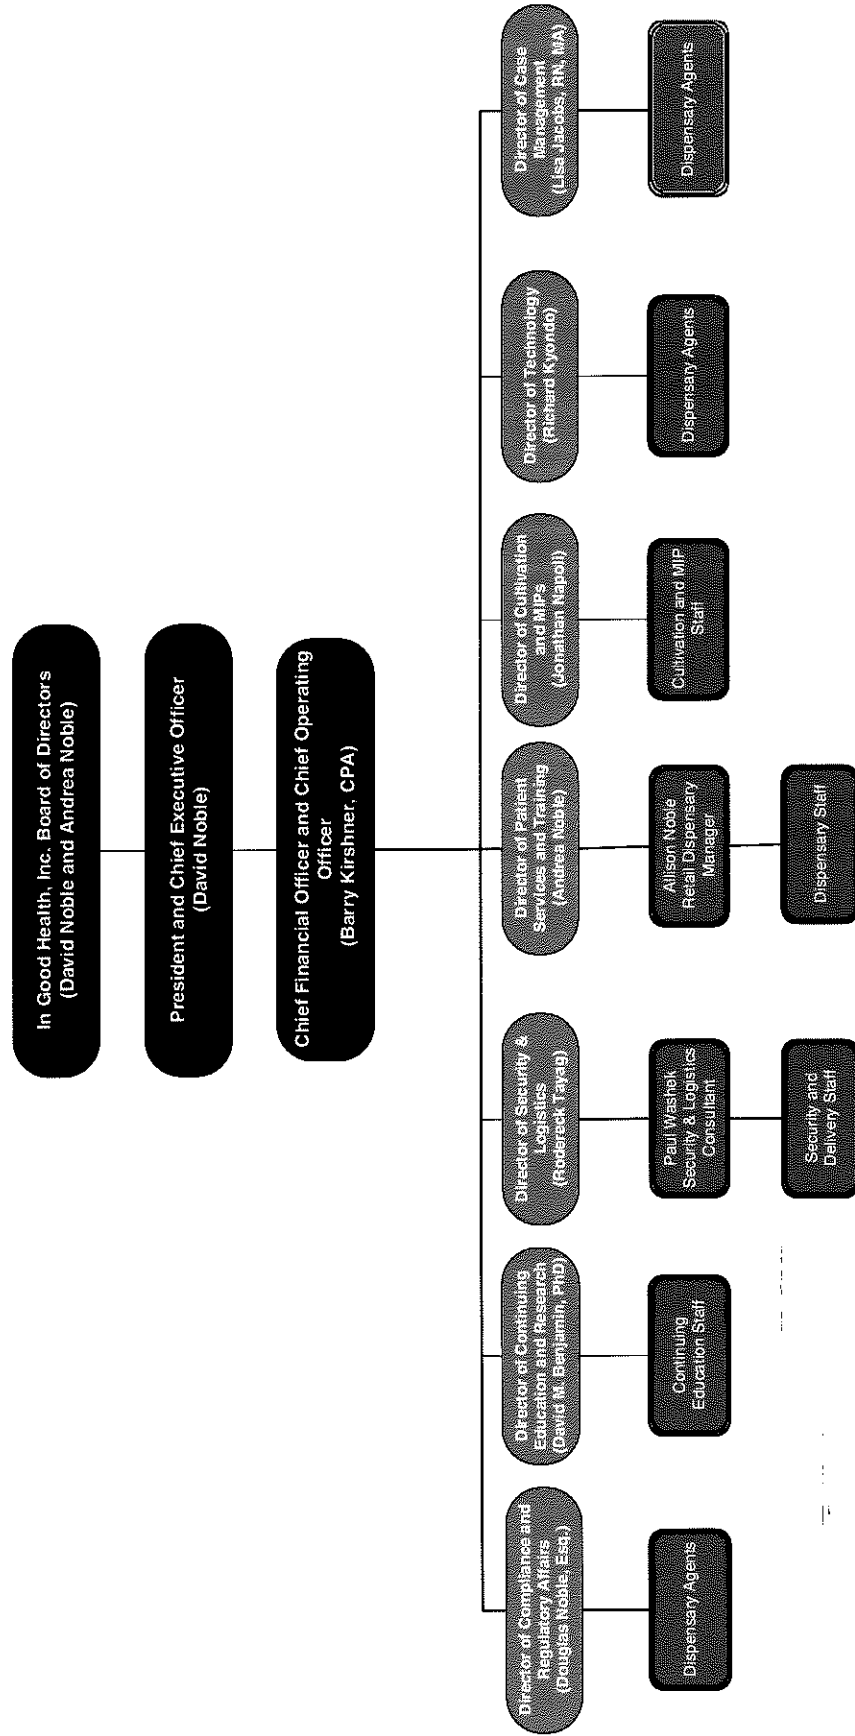 In Good Health, Inc. Board of Directors
(David Noble and Andrea Noble)
President and Chief Executive Officer
(David Noble)
Chief Financial Officer and Chief Operating
Officer
(Barry Kirshner, CPA)
Director of Compliance and
Regulatory Affairs
(Douglas Noble, Esq.)
Director of Continuing
Education and Research
(David M. Benjamin, PhD)
Director of Security &
Logistics
(Rodereck Tayag)
Director of Patient
Services and Training
(Andrea Noble)
Director of Cultivation
and MIPs
(Jonathan Napoli)
Director of Technology
(Richard Kyondo)
Director of Case
Management
(Lisa Jacobs, RN, MA)
Dispensary Agents
Continuing
Education Staff
Paul Washek
Security & Logistics
Consultant
Allison Noble
Retail Dispensary
Manager
Cultivation and MIP
Staff
Dispensary Agents
Dispensary Agents
Security and
Delivery Staff
Dispensary Staff